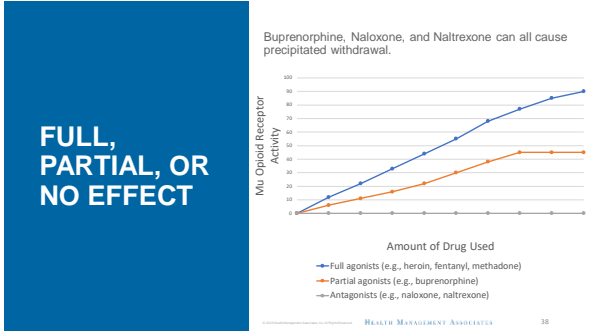 FULL,
PARTIAL, OR
NO EFFECT
Buprenorphine, Naloxone, and Naltrexone can all cause
precipitated withdrawal.
Mu Opioid Receptor
Activity
100
90
80
70
60
50
40
30
20
10
0
Amount of Drug Used
Full agonists (e.g., heroin, fentanyl, methadone)
Partial agonists (e.g., buprenorphine)
Antagonists (e.g., naloxone, naltrexone)
HEALTH MANAGEMENT ASSOCIATES
38